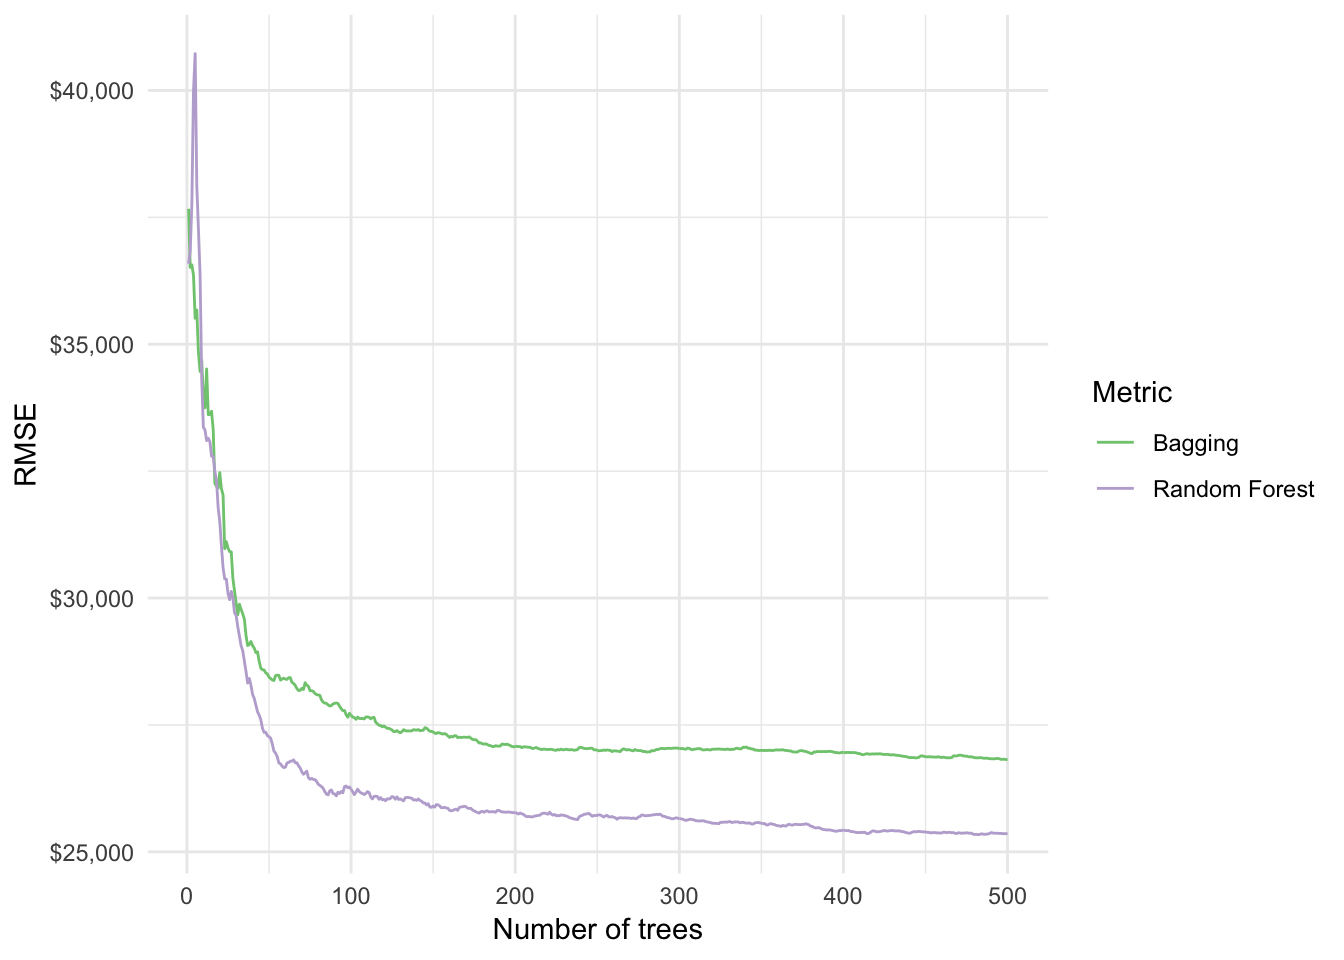 $40,000
$35,000
$30,000
$25,000
RMSE
0 100 200 300 400 500
Number of trees
Metric
Bagging
Random Forest